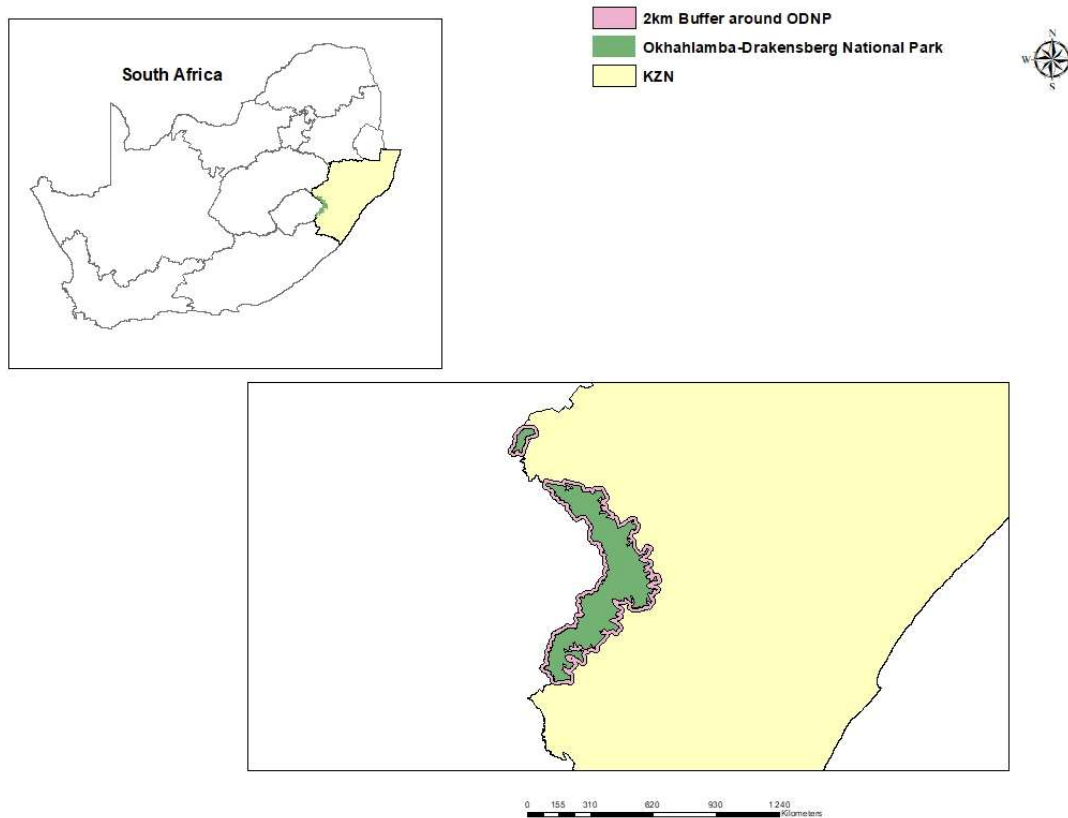 2km Buffer around ODNP
Okhahlamba-Drakensberg National Park
KZN
N
W
S
South Africa
0 155 310 620 930 1 240
Kilometers